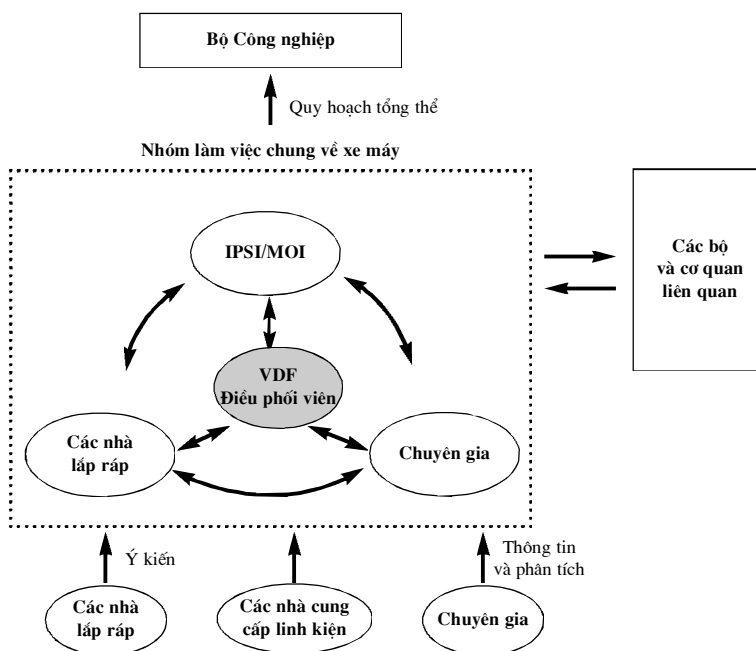 Bộ Công nghiệp
Quy hoạch tổng thể
Nhóm làm việc chung về xe máy
IPSI/MOI
Các bộ
và cơ quan
liên quan
VDF
Điều phối viên
Các nhà
lắp ráp
Chuyên gia
Ý kiến
Thông tin
và phân tích
Các nhà
lắp ráp
Các nhà cung
cấp linh kiện
Chuyên gia